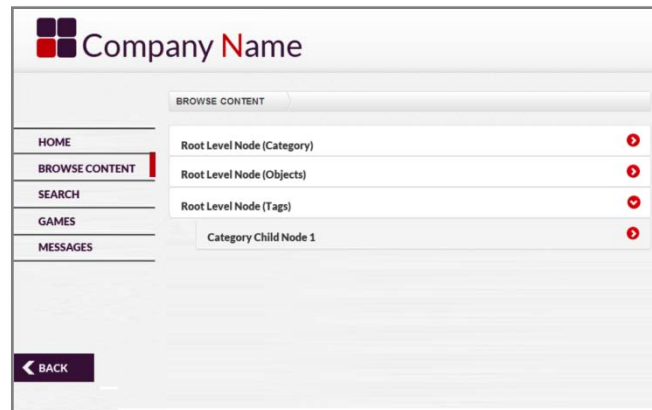 Company Name
BROWSE CONTENT
HOME
BROWSE CONTENT
SEARCH
GAMES
MESSAGES
Root Level Node (Category)
Root Level Node (Objects)
Root Level Node (Tags)
Category Child Node 1
BACK